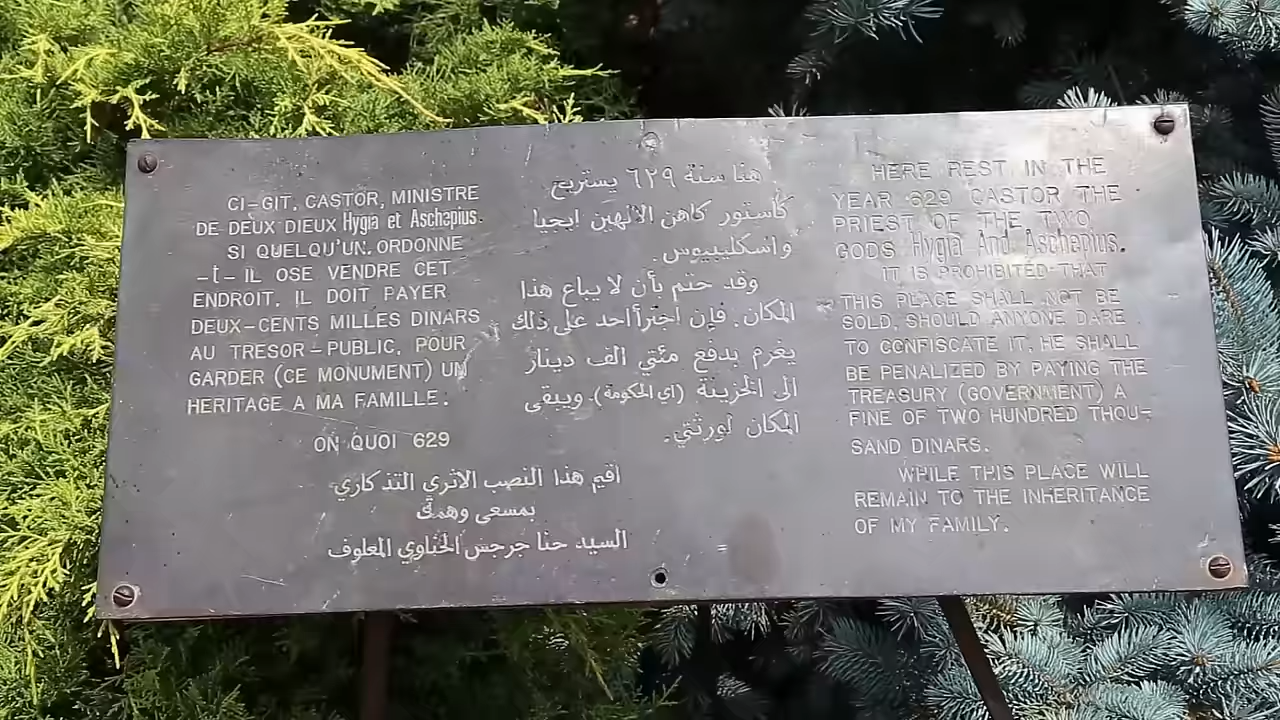 CI-GIT, CASTOR, MINISTRE
DE DEUX DIEUX Hygia et Aschepius.
SI QUELQU'UN. ORDONNE
-t- IL OSE VENDRE CET
ENDROIT, IL DOIT PAYER
DEUX-CENTS MILLES DINARS
AU TRESOR-PUBLIC, POUR
GARDER (CE MONUMENT) UN
HERITAGE A MA FAMILLE.
ON QUOI 629
هنا سنة ٦٢٩ يستريح
كاستور كاهن الالهين ايجيا
واسكليبيوس.
وقد حتم بأن لا يباع هذا
المكان. فإن اجترأ احد على ذلك
يغرم بدفع مئتي الف دينار
الى الخزينة (اي الحكومة). ويبقى
المكان لورثتي.
اقيم هذا النصب الاثري التذكاري
بمسعى وهمة
السيد حنا جرجس الحناوي المعلوف
HERE REST IN THE
YEAR 629 CASTOR THE
PRIEST OF THE TWO
GODS Hygia And Aschepius.
IT IS PROHIBITED THAT
THIS PLACE SHALL NOT BE
SOLD, SHOULD ANYONE DARE
TO CONFISCATE IT, HE SHALL
BE PENALIZED BY PAYING THE
TREASURY (GOVERNMENT) A
FINE OF TWO HUNDRED THOU-
SAND DINARS.
WHILE THIS PLACE WILL
REMAIN TO THE INHERITANCE
OF MY FAMILY.